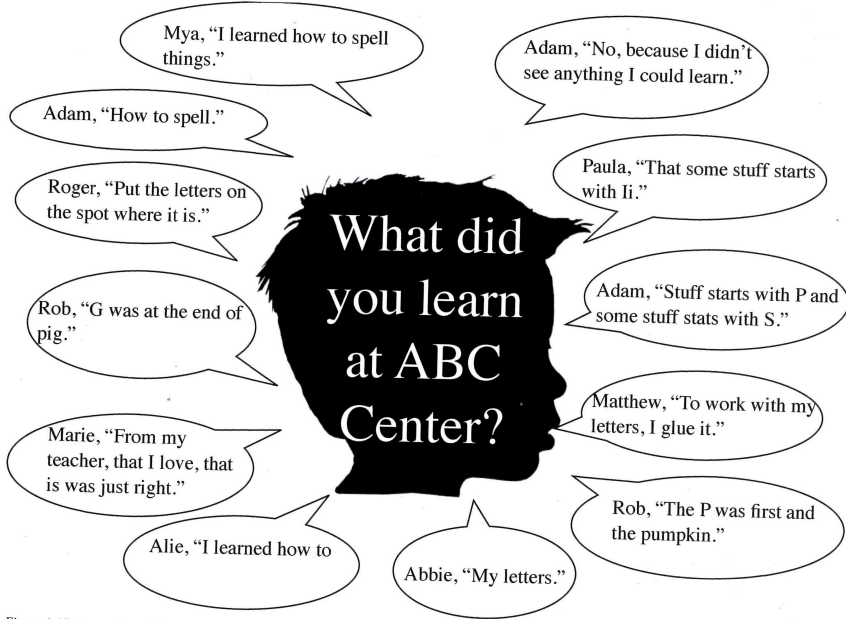 Mya, “I learned how to spell
things.”
Adam, “No, because I didn’t
see anything I could learn.”
Adam, “How to spell.”
Paula, “That some stuff starts
with Ii.”
Roger, “Put the letters on
the spot where it is.”
What did
you learn
at ABC
Center?
Adam, “Stuff starts with P and
some stuff stats with S.”
Rob, “G was at the end of
pig.”
Matthew, “To work with my
letters, I glue it.”
Marie, “From my
teacher, that I love, that
is was just right.”
Rob, “The P was first and
the pumpkin.”
Alie, “I learned how to
Abbie, “My letters.”